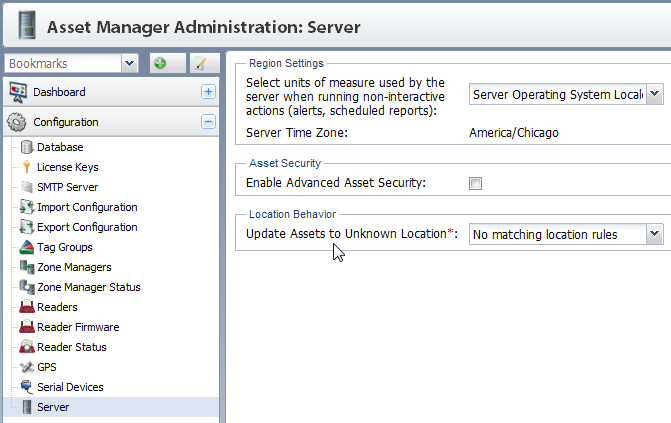 Asset Manager Administration: Server
Bookmarks
Dashboard
Configuration
Database
License Keys
SMTP Server
Import Configuration
Export Configuration
Tag Groups
Zone Managers
Zone Manager Status
Readers
Reader Firmware
Reader Status
GPS
Serial Devices
Server
Region Settings
Select units of measure used by the
server when running non-interactive
actions (alerts, scheduled reports):
Server Operating System Local
Server Time Zone:
America/Chicago
Asset Security
Enable Advanced Asset Security:
Location Behavior
Update Assets to Unknown Location*:
No matching location rules